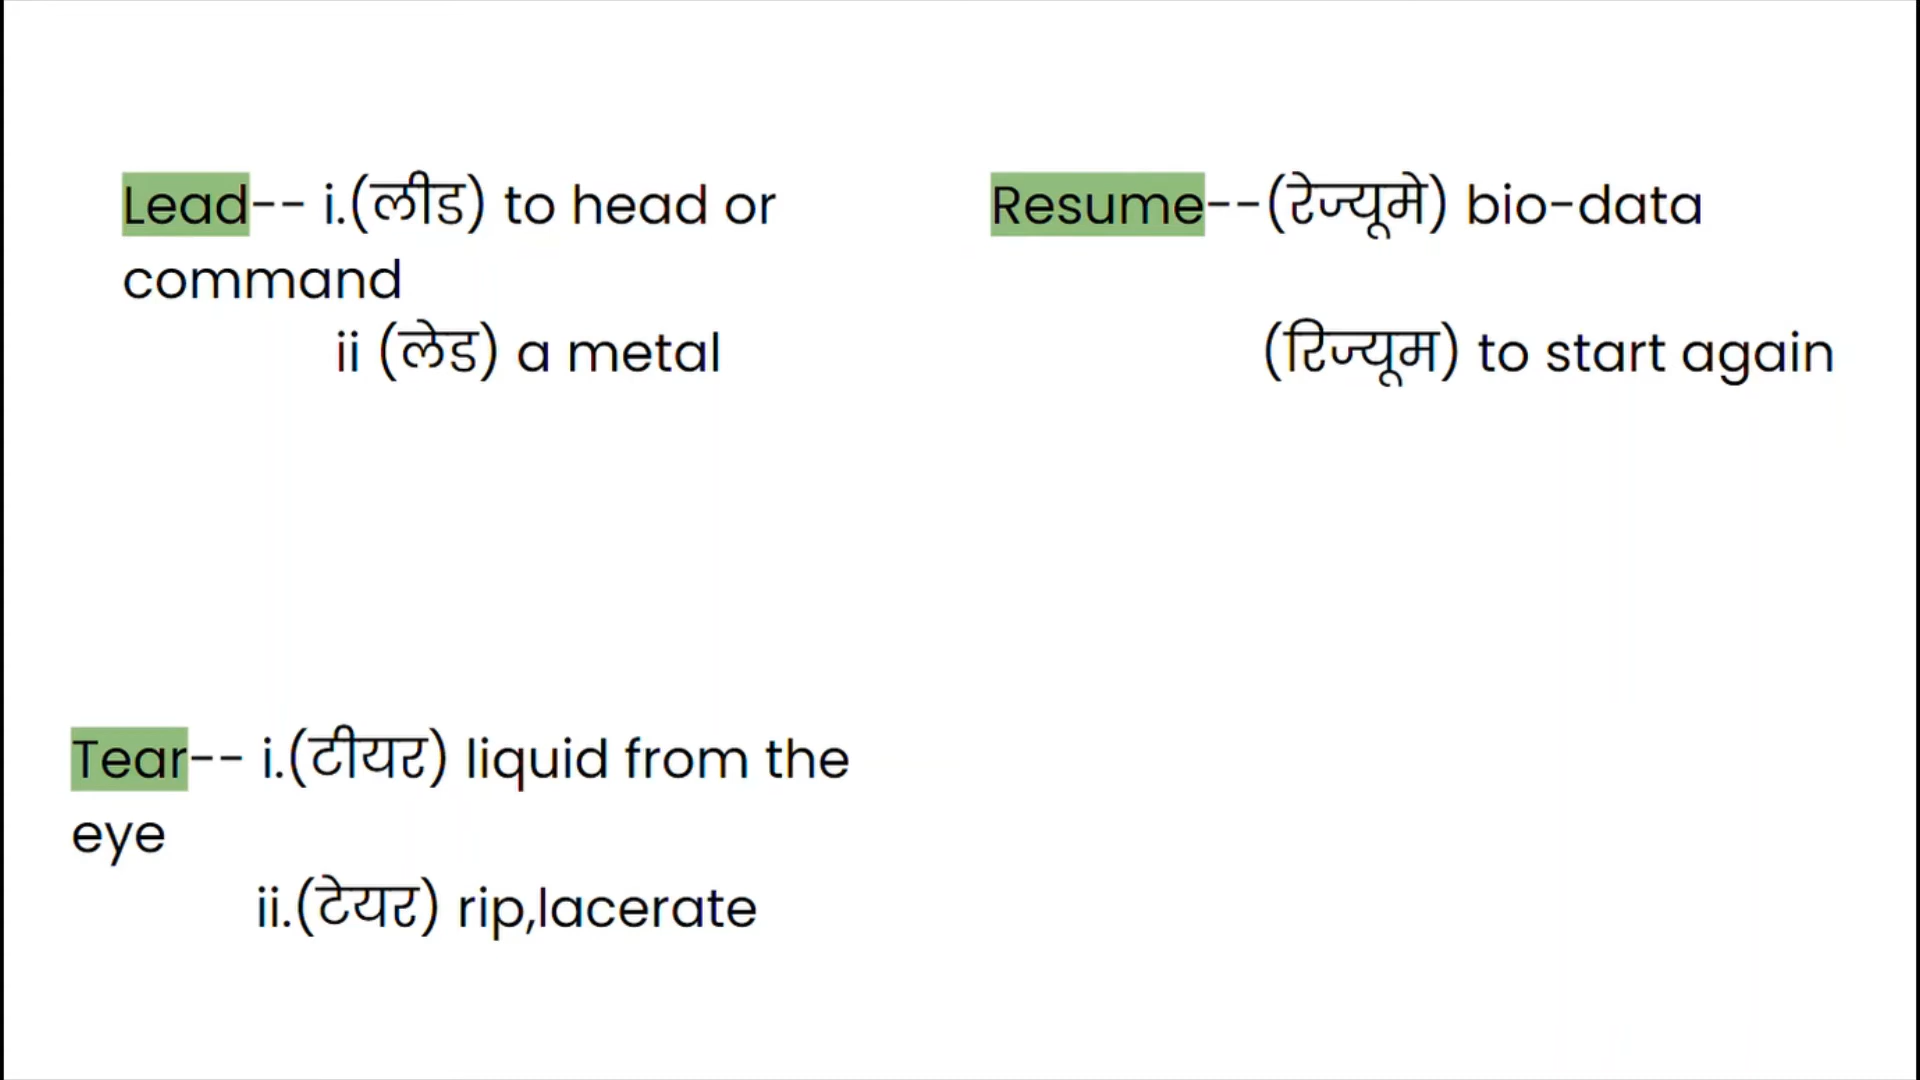 Lead-- i.(लीड) to head or
command
ii (लेड) a metal
Resume--(रेज्यूमे) bio-data
(रिज्यूम) to start again
Tear-- i.(टीयर) liquid from the
eye
ii.(टेयर) rip,lacerate